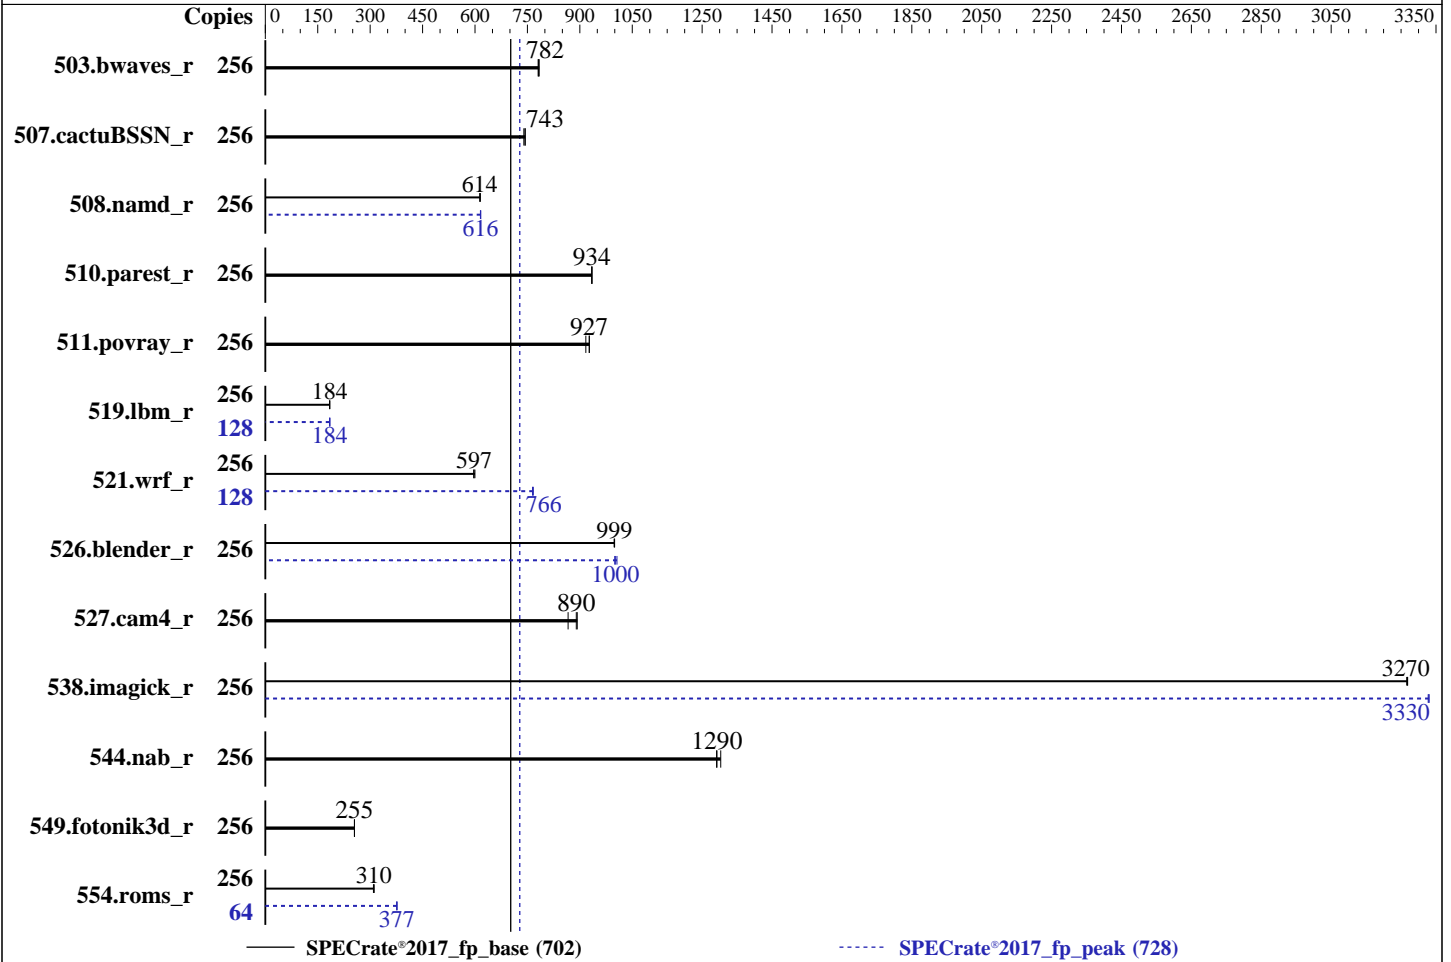 Copies 0 150 300 450 600 750 900 1050 1250 1450 1650 1850 2050 2250 2450 2650 2850 3050 3350
503.bwaves_r 256 782
507.cactuBSSN_r 256 743
508.namd_r 256 614
616
510.parest_r 256 934
511.povray_r 256 927
519.lbm_r 256 184
128 184
521.wrf_r 256 597
128 766
526.blender_r 256 999
1000
527.cam4_r 256 890
538.imagick_r 256 3270
3330
544.nab_r 256 1290
549.fotonik3d_r 256 255
554.roms_r 256 310
64 377
SPECrate®2017_fp_base (702) SPECrate®2017_fp_peak (728)